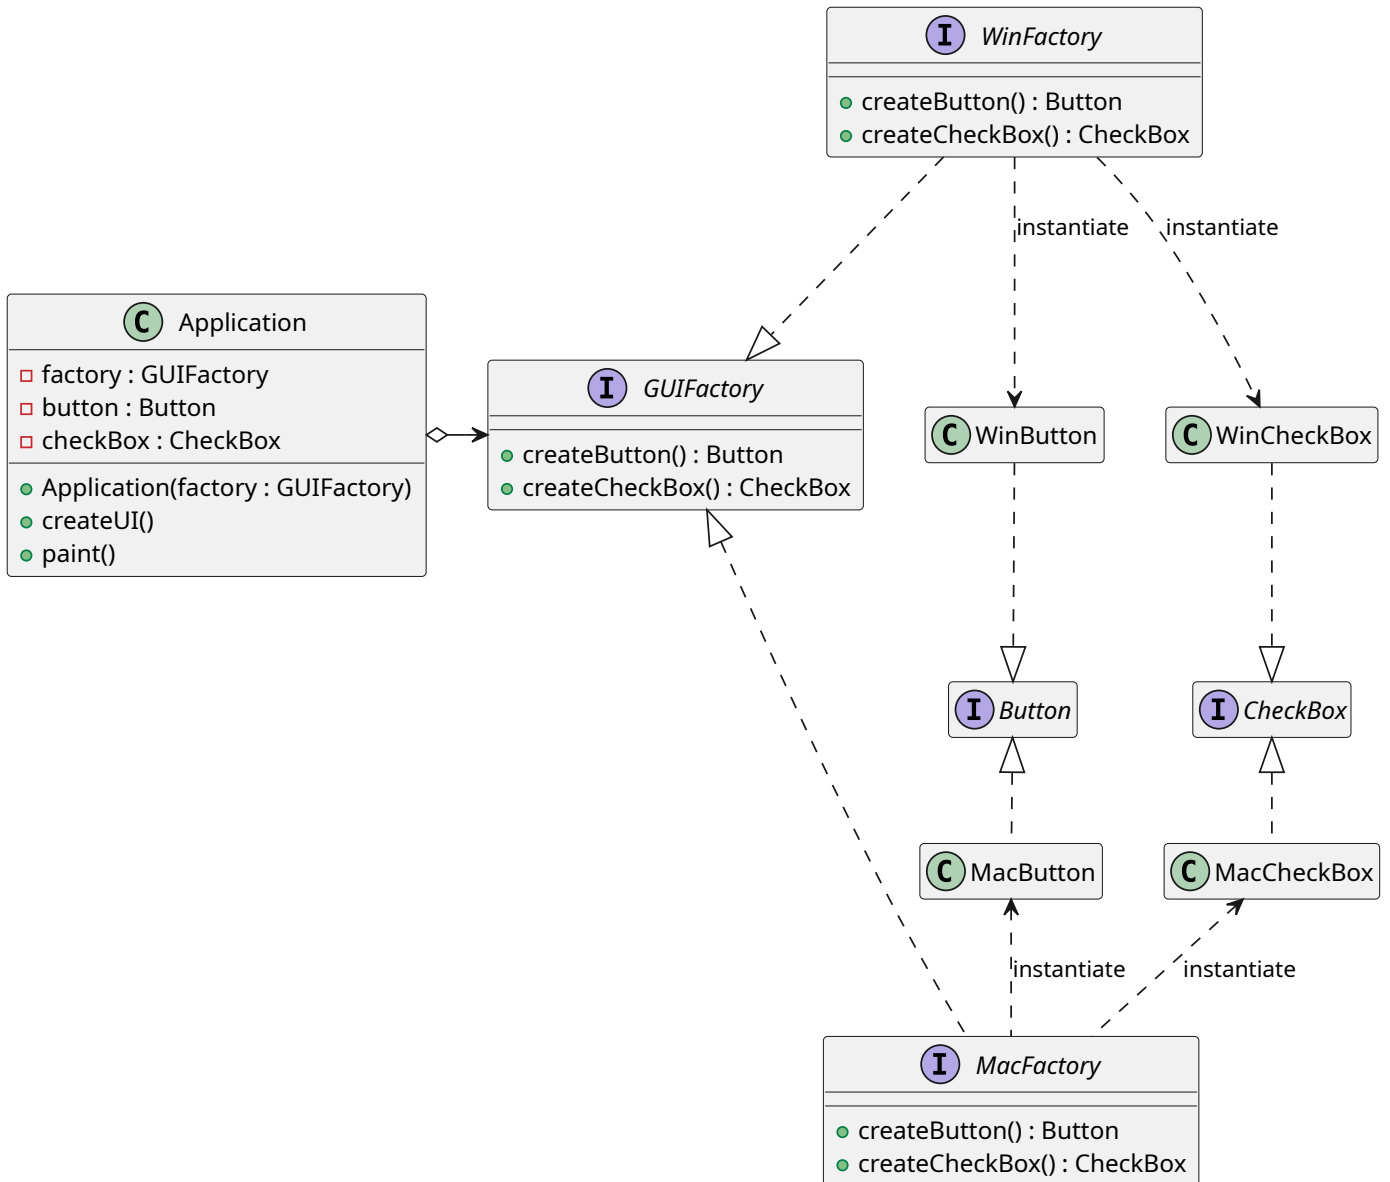 I WinFactory
createButton() : Button
createCheckBox() : CheckBox
instantiate
instantiate
C Application
factory : GUIFactory
button : Button
checkBox : CheckBox
Application(factory : GUIFactory)
createUI()
paint()
I GUIFactory
createButton() : Button
createCheckBox() : CheckBox
C WinButton
C WinCheckBox
I Button
I CheckBox
C MacButton
C MacCheckBox
instantiate
instantiate
I MacFactory
createButton() : Button
createCheckBox() : CheckBox